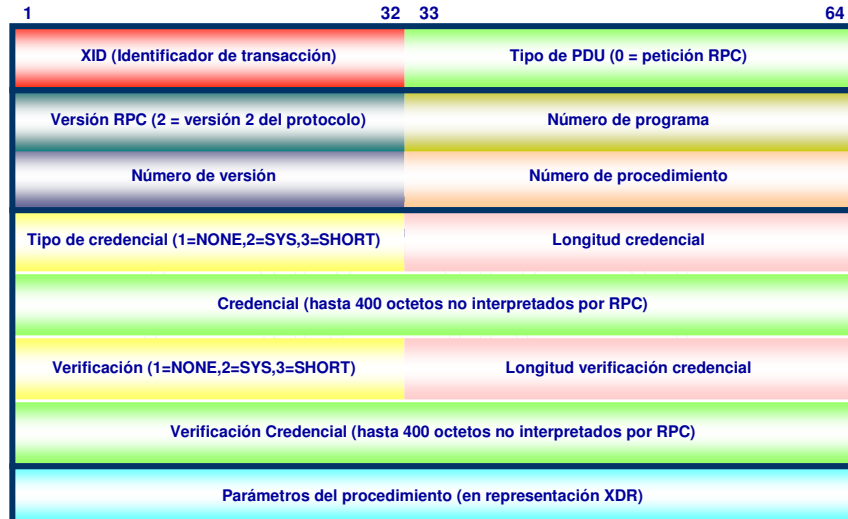 1 32 33 64
XID (Identificador de transacción) Tipo de PDU (0 = petición RPC)
Versión RPC (2 = versión 2 del protocolo) Número de programa
Número de versión Número de procedimiento
Tipo de credencial (1=NONE,2=SYS,3=SHORT) Longitud credencial
Credencial (hasta 400 octetos no interpretados por RPC)
Verificación (1=NONE,2=SYS,3=SHORT) Longitud verificación credencial
Verificación Credencial (hasta 400 octetos no interpretados por RPC)
Parámetros del procedimiento (en representación XDR)